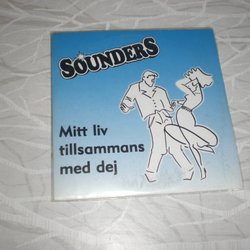 SOUNDERS
Mitt liv
tillsammans
med dej